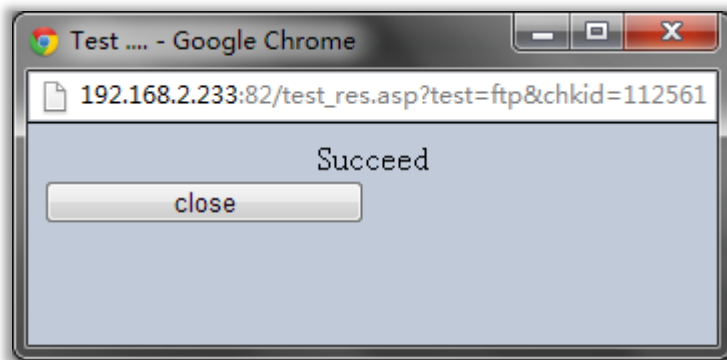 Test .... - Google Chrome
192.168.2.233:82/test_res.asp?test=ftp&chkid=112561
Succeed
close